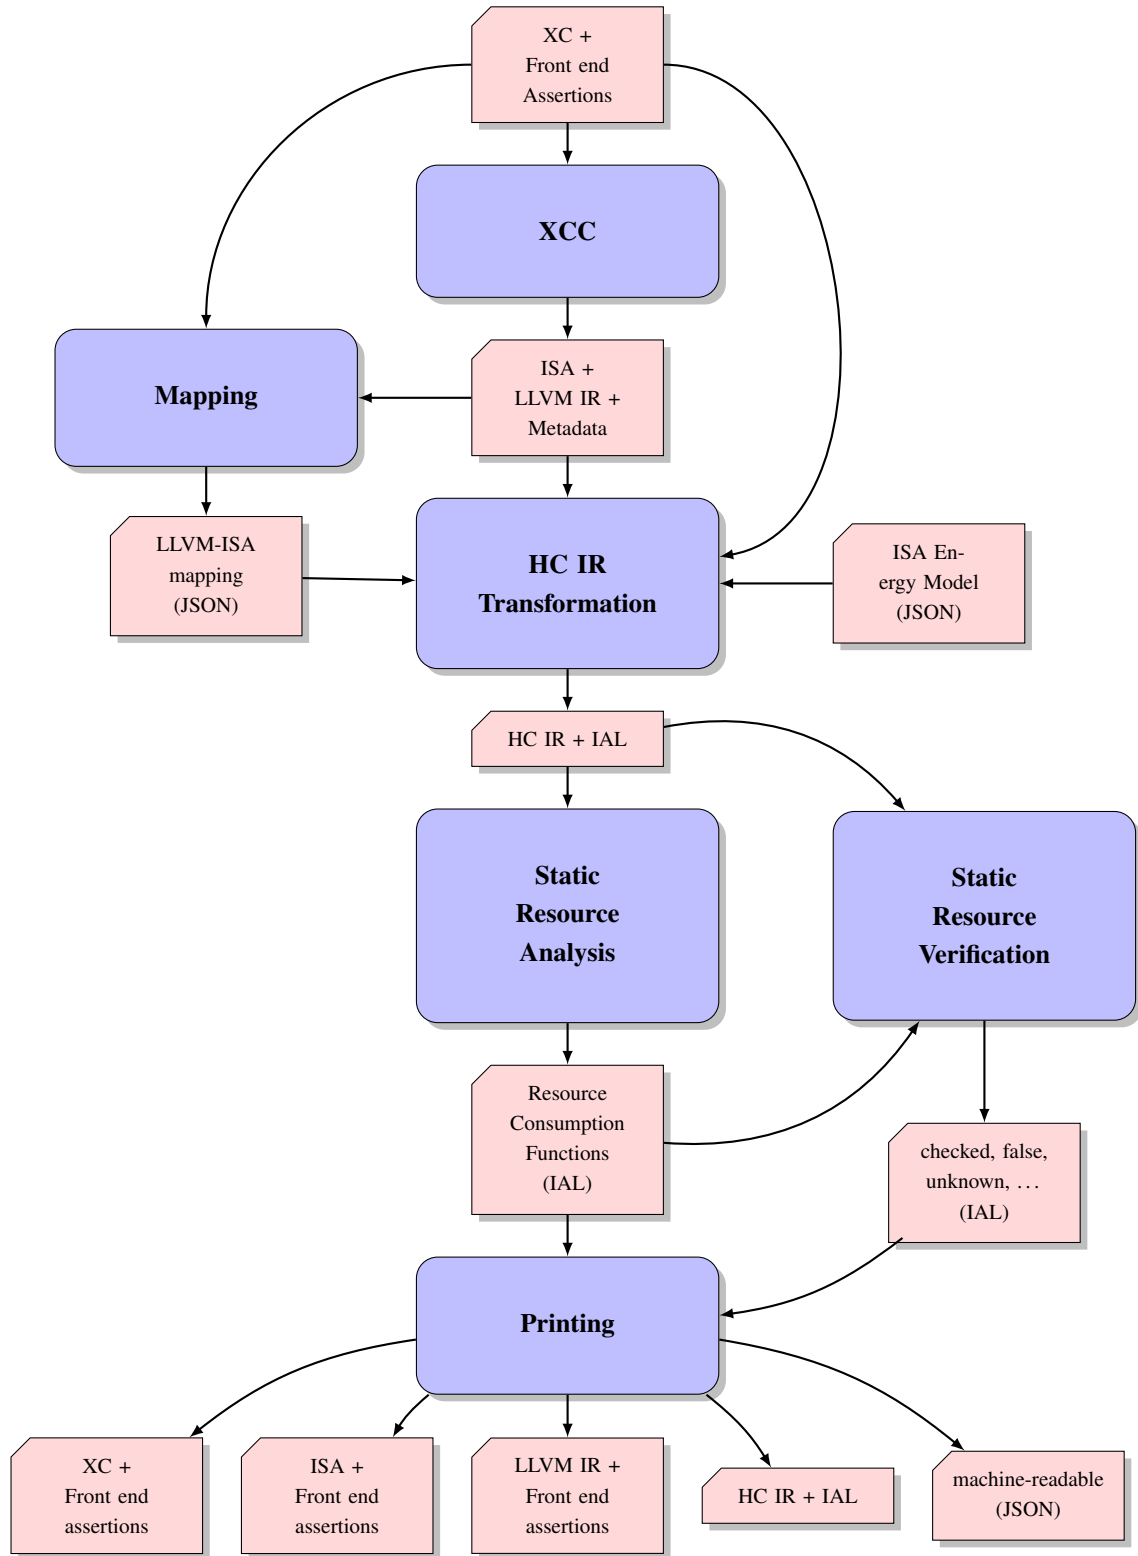 XC +
Front end
Assertions
XCC
Mapping
ISA +
LLVM IR +
Metadata
LLVM-ISA
mapping
(JSON)
HC IR
Transformation
ISA En-
ergy Model
(JSON)
HC IR + IAL
Static
Resource
Analysis
Static
Resource
Verification
Resource
Consumption
Functions
(IAL)
checked, false,
unknown, ...
(IAL)
Printing
XC +
Front end
assertions
ISA +
Front end
assertions
LLVM IR +
Front end
assertions
HC IR + IAL
machine-readable
(JSON)